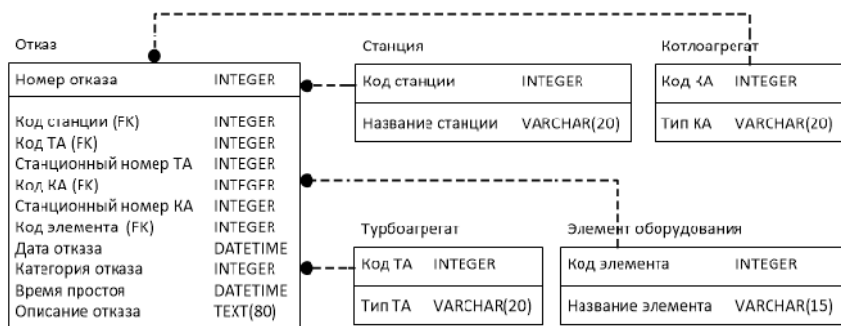 Отказ
Номер отказа INTEGER
Код станции (FK) INTEGER
Код ТА (FK) INTEGER
Станционный номер ТА INTEGER
Код КА (FK) INTEGER
Станционный номер КА INTEGER
Код элемента (FK) INTEGER
Дата отказа DATETIME
Категория отказа INTEGER
Время простоя DATETIME
Описание отказа TEXT(80)
Станция
Код станции INTEGER
Название станции VARCHAR(20)
Котлоагрегат
Код КА INTEGER
Тип КА VARCHAR(20)
Турбоагрегат
Код ТА INTEGER
Тип ТА VARCHAR(20)
Элемент оборудования
Код элемента INTEGER
Название элемента VARCHAR(15)